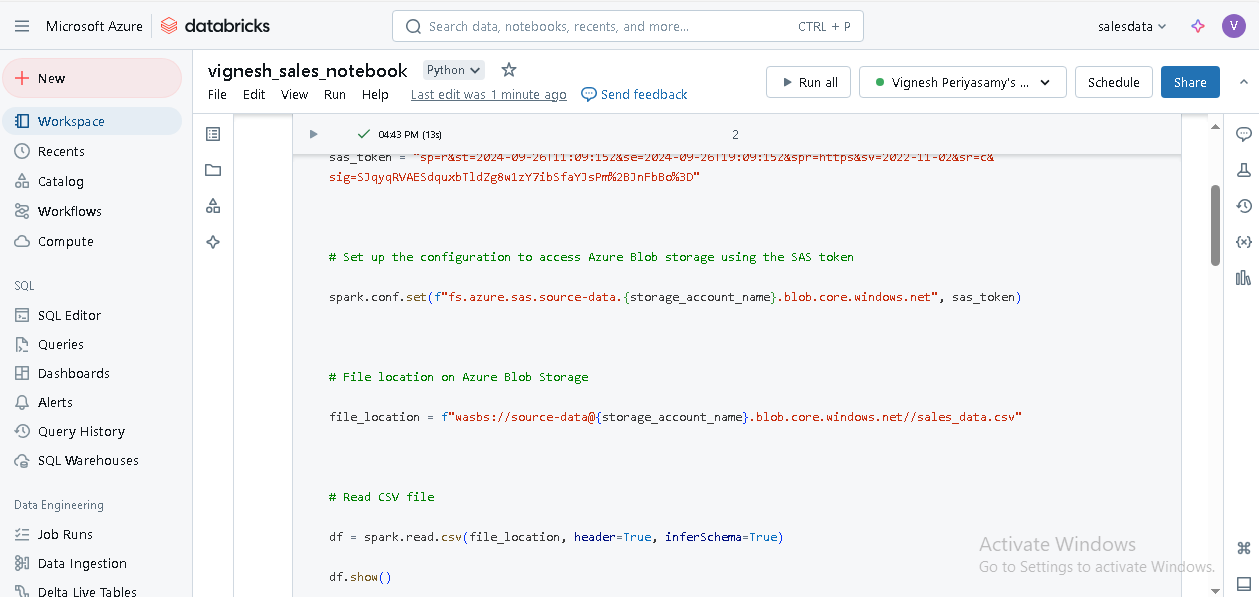 Microsoft Azure databricks Search data, notebooks, recents, and more... CTRL + P salesdata V
New
Workspace
Recents
Catalog
Workflows
Compute
SQL
SQL Editor
Queries
Dashboards
Alerts
Query History
SQL Warehouses
Data Engineering
Job Runs
Data Ingestion
Delta Live Tables
vignesh_sales_notebook Python
File Edit View Run Help Last edit was 1 minute ago Send feedback
Run all Vignesh Periyasamy's ... Schedule Share
04:43 PM (13s) 2
sas_token = "sp=r&st=2024-09-26T11:09:15Z&se=2024-09-26T19:09:15Z&spr=https&sv=2022-11-02&sr=c&
sig=SJqyqRVAESdquxbTldZg8w1zY7ibSfaYJsPm%2BJnFbBo%3D"
# Set up the configuration to access Azure Blob storage using the SAS token
spark.conf.set(f"fs.azure.sas.source-data.{storage_account_name}.blob.core.windows.net", sas_token)
# File location on Azure Blob Storage
file_location = f"wasbs://source-data@{storage_account_name}.blob.core.windows.net//sales_data.csv"
# Read CSV file
df = spark.read.csv(file_location, header=True, inferSchema=True)
df.show()
Activate Windows
Go to Settings to activate Windows.